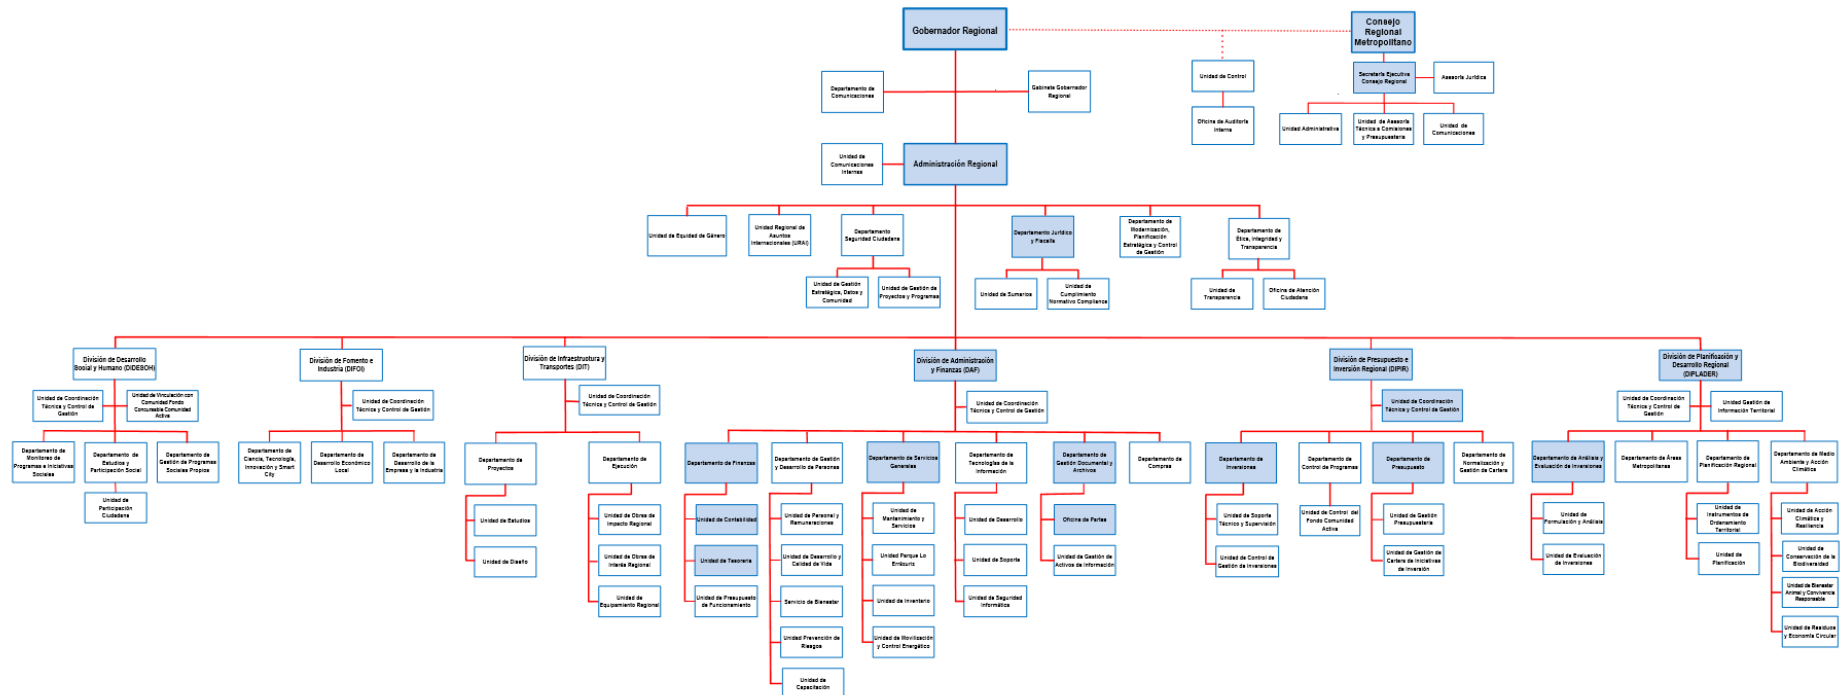 Gobernador Regional
Consejo
Regional
Metropolitano
Departamento de
Comunicaciones
Gabinete Gobernador
Regional
Unidad de Control
Secretaría Ejecutiva
Consejo Regional
Asesoría Jurídica
Oficina de Auditoría
Interna
Unidad Administrativa
Unidad de Asesoría
Técnica a Comisiones
y Presupuestaria
Unidad de
Comunicaciones
Unidad de
Comunicaciones
Internas
Administración Regional
Unidad de Equidad de Género
Unidad Regional de
Asuntos
Internacionales (URAI)
Departamento
Seguridad Ciudadana
Departamento Jurídico
y Fiscalía
Departamento de
Modernización,
Planificación
Estratégica y Control
de Gestión
Departamento de
Ética, Integridad y
Transparencia
Unidad de Gestión
Estratégica, Datos y
Comunidad
Unidad de Gestión de
Proyectos y Programas
Unidad de Sumarios
Unidad de
Cumplimiento
Normativo Compliance
Unidad de
Transparencia
Oficina de Atención
Ciudadana
División de Desarrollo
Social y Humano (DIDESOH)
División de Fomento e
Industria (DIFOI)
División de Infraestructura y
Transportes (DIT)
División de Administración
y Finanzas (DAF)
División de Presupuesto e
Inversión Regional (DIPIR)
División de Planificación y
Desarrollo Regional
(DIPLADER)
Unidad de Coordinación
Técnica y Control de
Gestión
Unidad de Vinculación con
Comunidad Fondo
Concursable Comunidad
Activa
Unidad de Coordinación
Técnica y Control de Gestión
Unidad de Coordinación
Técnica y Control de Gestión
Unidad de Coordinación
Técnica y Control de Gestión
Unidad de Coordinación
Técnica y Control de Gestión
Unidad de Coordinación
Técnica y Control de
Gestión
Unidad Gestión de
Información Territorial
Departamento de
Monitoreo de
Programas e Iniciativas
Sociales
Departamento de
Estudios y
Participación Social
Departamento de
Gestión de Programas
Sociales Propios
Departamento de
Ciencia, Tecnología,
Innovación y Smart
City
Departamento de
Desarrollo Económico
Local
Departamento de
Desarrollo de la
Empresa y la Industria
Departamento de
Proyectos
Departamento de
Ejecución
Departamento de Finanzas
Departamento de Gestión
y Desarrollo de Personas
Departamento de Servicios
Generales
Departamento de
Tecnologías de la
Información
Departamento de
Gestión Documental y
Archivos
Departamento de
Compras
Departamento de
Inversiones
Departamento de
Control de Programas
Departamento de
Presupuesto
Departamento de
Normalización y
Gestión de Cartera
Departamento de Análisis y
Evaluación de Inversiones
Departamento de Áreas
Metropolitanas
Departamento de
Planificación Regional
Departamento de Medio
Ambiente y Acción
Climática
Unidad de
Participación
Ciudadana
Unidad de Estudios
Unidad de Diseño
Unidad de Obras de
Impacto Regional
Unidad de Obras de
Interés Regional
Unidad de
Equipamiento Regional
Unidad de Contabilidad
Unidad de Tesorería
Unidad de Presupuesto
de Funcionamiento
Unidad de Personal y
Remuneraciones
Unidad de Desarrollo y
Calidad de Vida
Servicio de Bienestar
Unidad Prevención de
Riesgos
Unidad de
Capacitación
Unidad de
Mantenimiento y
Servicios
Unidad Parque Lo
Errázuriz
Unidad de Inventario
Unidad de Movilización
y Control Energético
Unidad de Desarrollo
Unidad de Soporte
Unidad de Seguridad
Informática
Oficina de Partes
Unidad de Gestión de
Activos de Información
Unidad de Soporte
Técnico y Supervisión
Unidad de Control de
Gestión de Inversiones
Unidad de Control del
Fondo Comunidad
Activa
Unidad de Gestión
Presupuestaria
Unidad de Gestión de
Cartera de Iniciativas
de Inversión
Unidad de
Formulación y Análisis
Unidad de Evaluación
de Inversiones
Unidad de
Instrumentos de
Ordenamiento
Territorial
Unidad de
Planificación
Unidad de Acción
Climática y
Resiliencia
Unidad de
Conservación de la
Biodiversidad
Unidad de Bienestar
Animal y Convivencia
Responsable
Unidad de Residuos
y Economía Circular